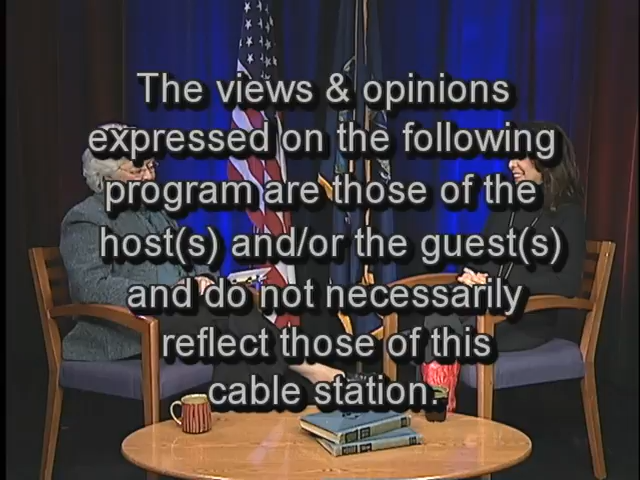 The views & opinions
expressed on the following
program are those of the
host(s) and/or the guest(s)
and do not necessarily
reflect those of this
cable station.